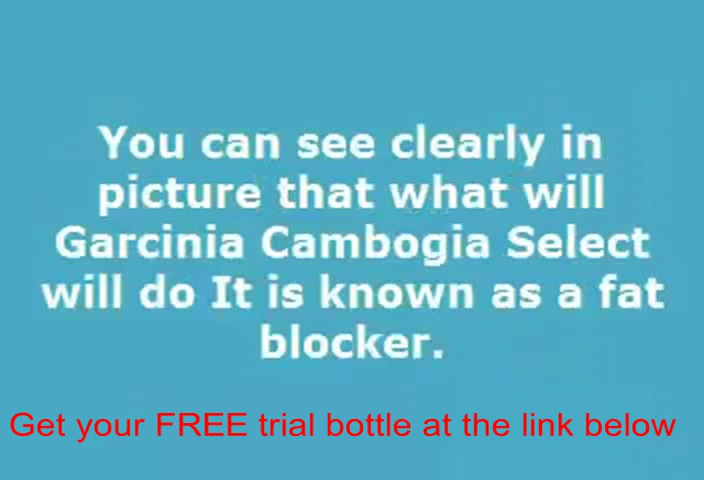 You can see clearly in
picture that what will
Garcinia Cambogia Select
will do It is known as a fat
blocker.
Get your FREE trial bottle at the link below